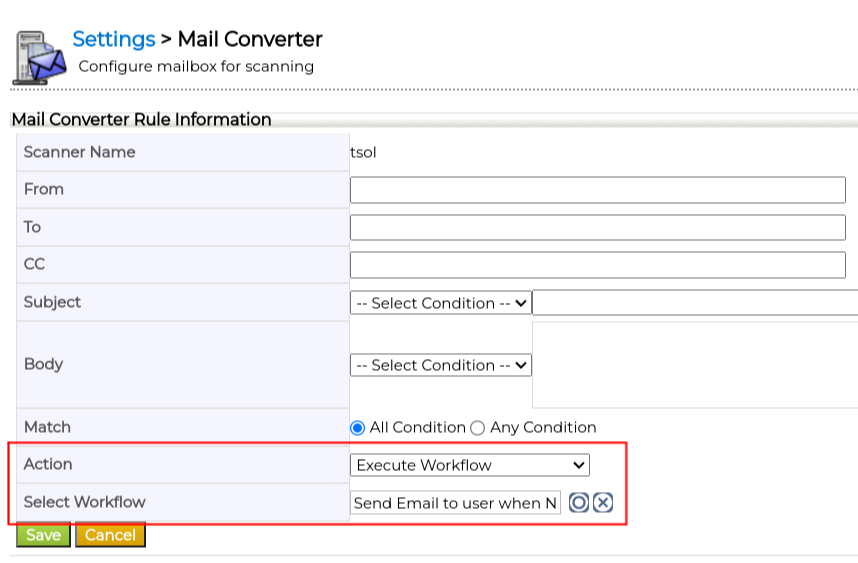 Settings > Mail Converter
Configure mailbox for scanning
Mail Converter Rule Information
Scanner Name tsol
From
To
CC
Subject -- Select Condition --
Body -- Select Condition --
Match All Condition Any Condition
Action Execute Workflow
Select Workflow Send Email to user when N
Save Cancel